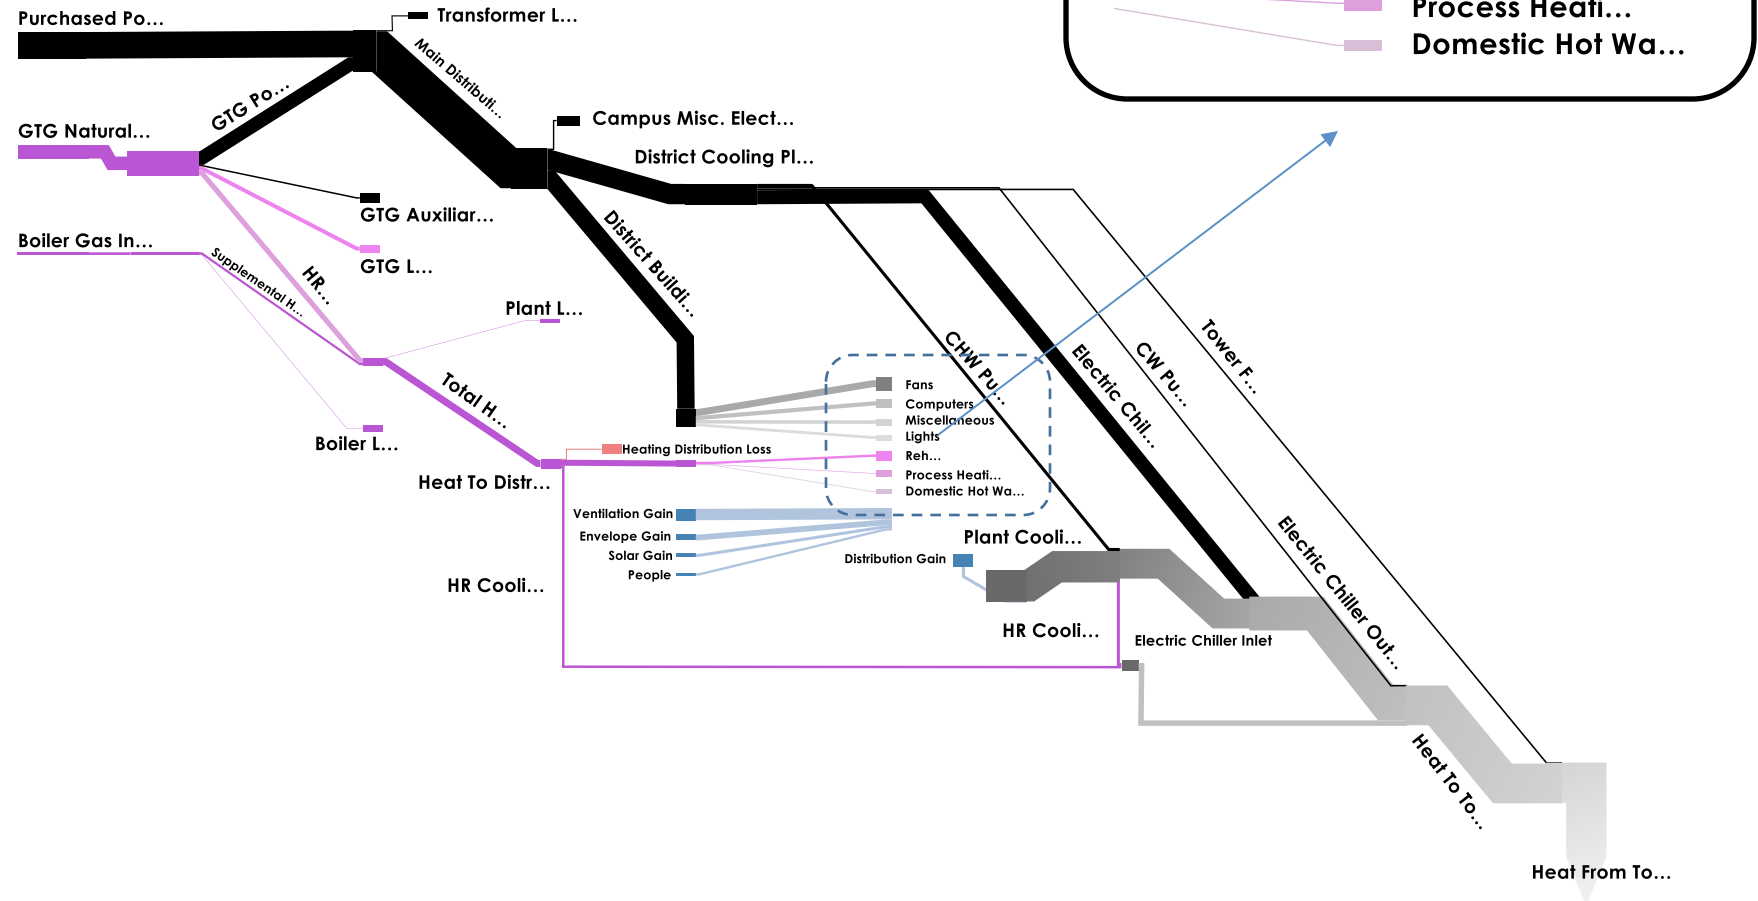 Purchased Po...
Transformer L...
Process Heati...
Domestic Hot Wa...
Main Distributi...
GTG Po...
GTG Natural...
Campus Misc. Elect...
District Cooling Pl...
GTG Auxiliar...
Boiler Gas In...
GTG L...
Supplemental H...
HR...
District Buildi...
Plant L...
CHW Pu...
Electric Chil...
CW Pu...
Tower F...
Total H...
Fans
Computers
Miscellaneous
Lights
Boiler L...
Heating Distribution Loss
Reh...
Process Heati...
Heat To Distr...
Domestic Hot Wa...
Ventilation Gain
Envelope Gain
Plant Cooli...
Solar Gain
Distribution Gain
People
HR Cooli...
Electric Chiller Out...
HR Cooli...
Electric Chiller Inlet
Heat To To...
Heat From To...